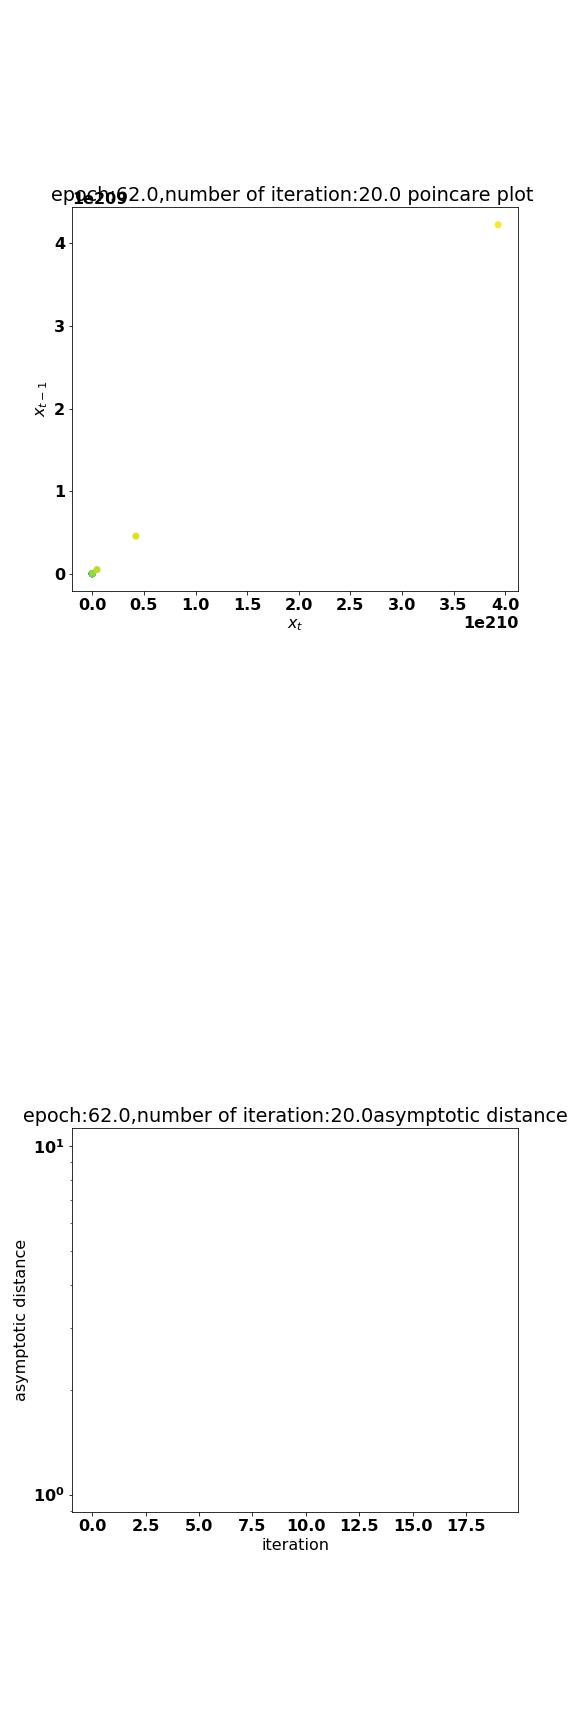 epoch:62.0,number of iteration:20.0 poincare plot
1e209
4
3
2
1
0
x_{t-1}
0.0 0.5 1.0 1.5 2.0 2.5 3.0 3.5 4.0
x_t
1e210
epoch:62.0,number of iteration:20.0asymptotic distance
10^1
10^0
asymptotic distance
0.0 2.5 5.0 7.5 10.0 12.5 15.0 17.5
iteration